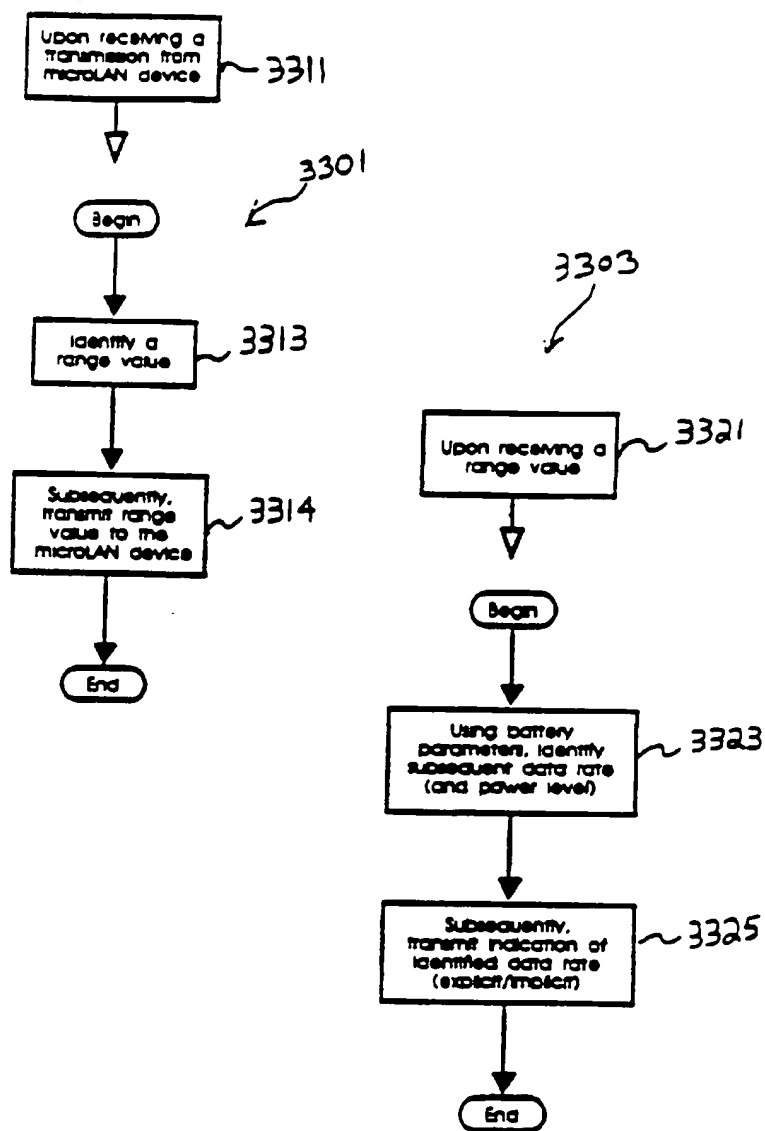 Upon receiving a
transmission from
microLAN device
3311
3301
Begin
Identify a
range value
3313
Subsequently,
transmit range
value to the
microLAN device
3314
End
3303
Upon receiving a
range value
3321
Begin
Using battery
parameters, identify
subsequent data rate
(and power level)
3323
Subsequently,
transmit indication of
identified data rate
(explicit/implicit)
3325
End